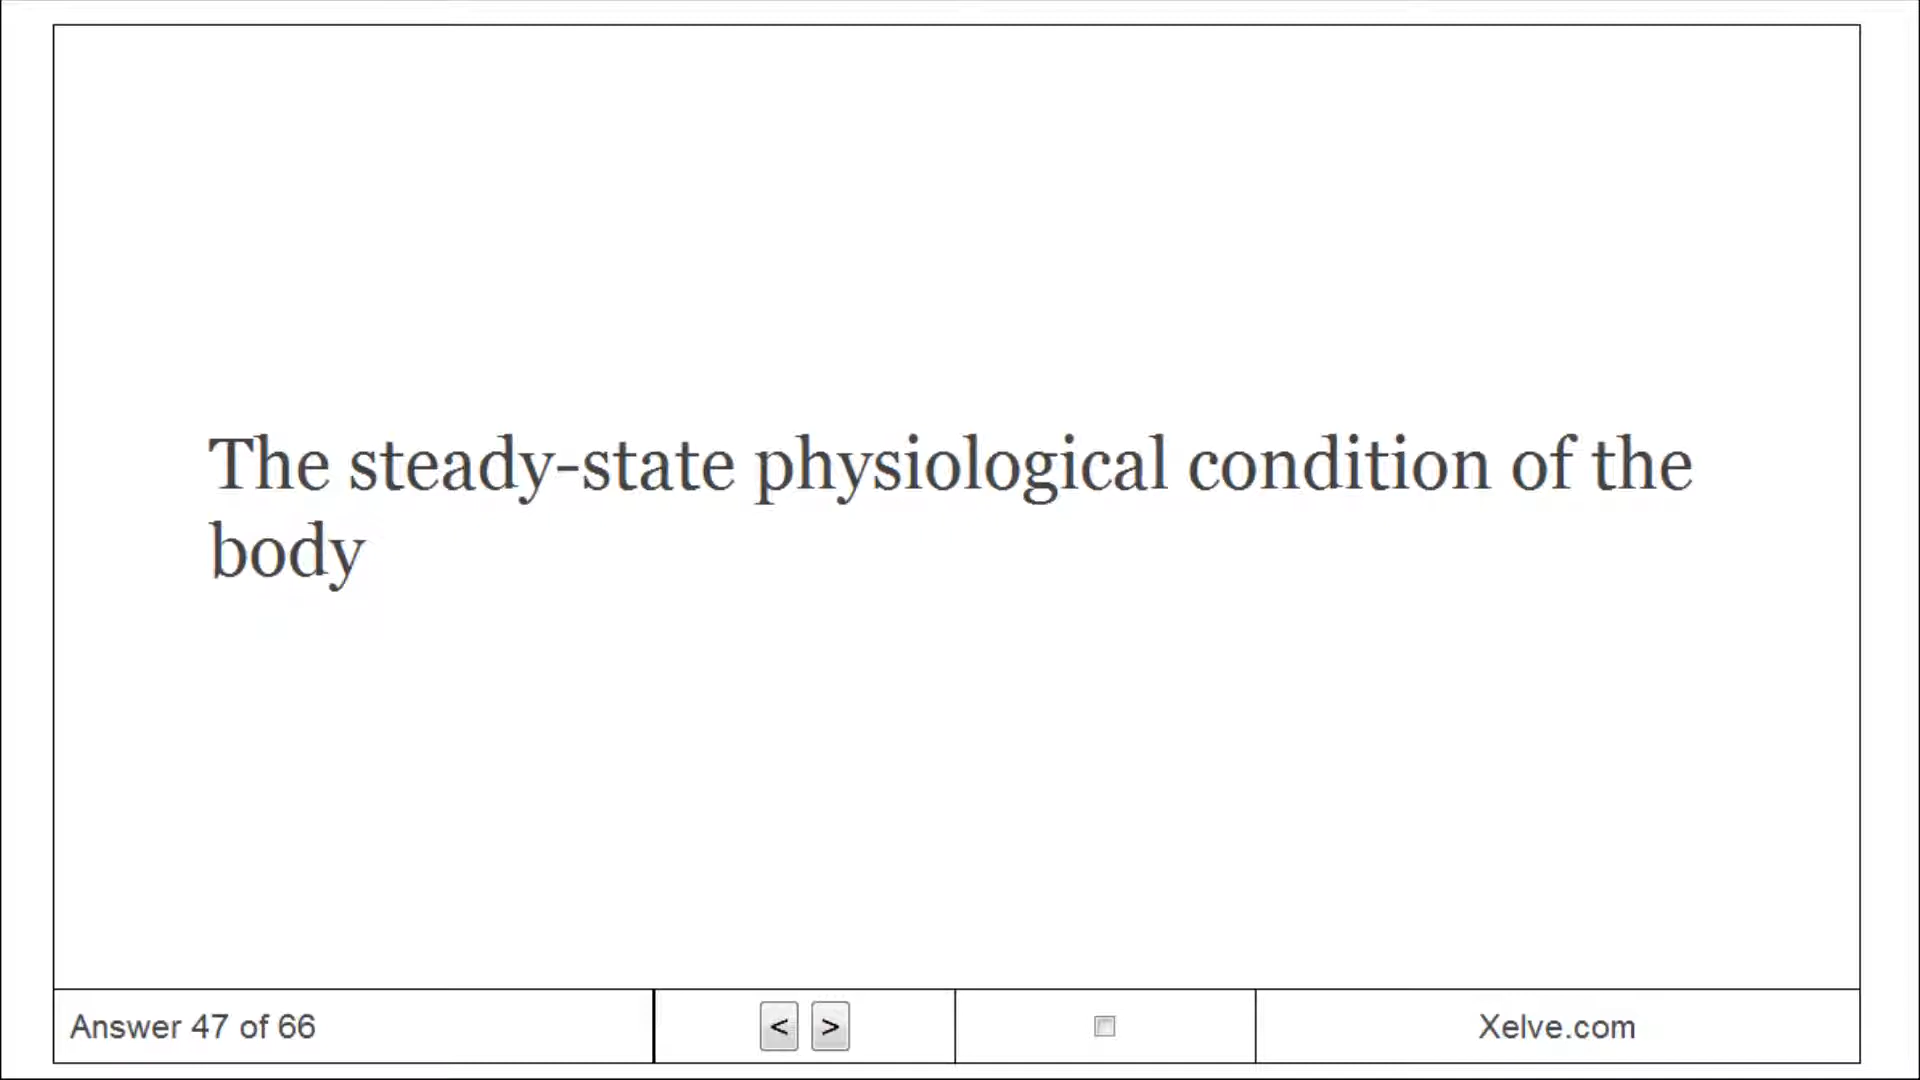 The steady-state physiological condition of the
body
Answer 47 of 66
<
>
Xelve.com